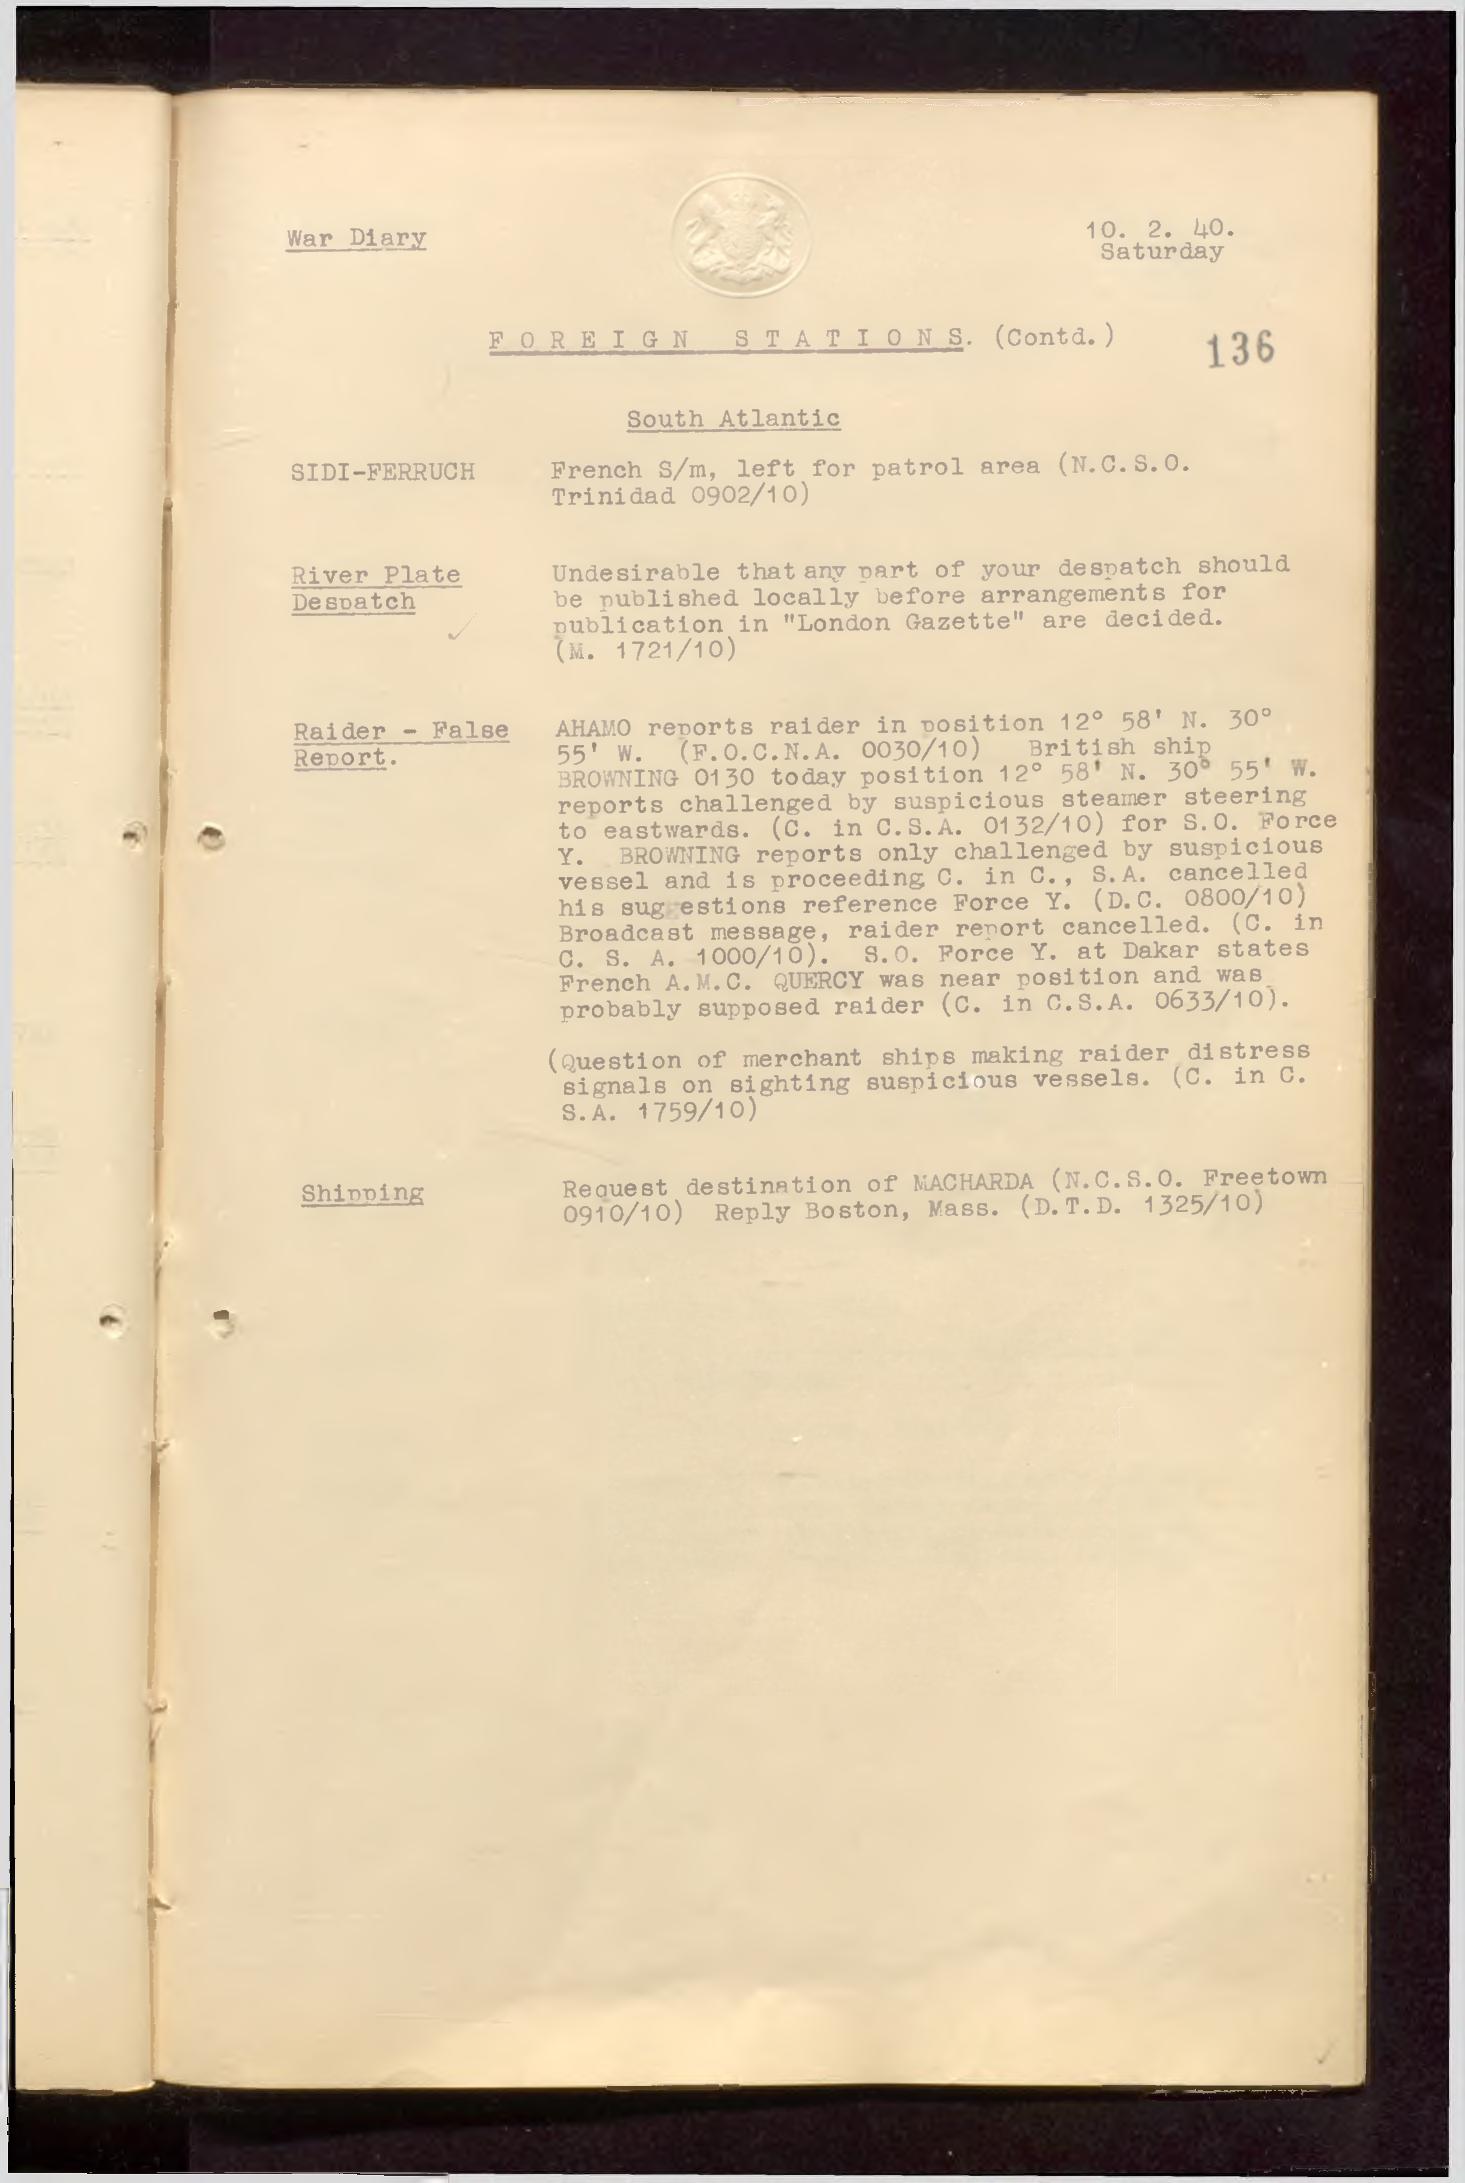 War Diary
10. 2. 40.
Saturday
FOREIGN STATIONS. (Contd.)
136
South Atlantic
SIDI-FERRUCH French S/m, left for patrol area (N.C.S.O.
Trinidad 0902/10)
River Plate Undesirable that any part of your despatch should
Despatch be published locally before arrangements for
publication in "London Gazette" are decided.
(M. 1721/10)
Raider - False AHAMO reports raider in position 12° 58' N. 30°
Report. 55' W. (F.O.C.N.A. 0030/10) British ship
BROWNING 0130 today position 12° 58' N. 30° 55' W.
reports challenged by suspicious steamer steering
to eastwards. (C. in C.S.A. 0132/10) for S.O. Force
Y. BROWNING reports only challenged by suspicious
vessel and is proceeding C. in C., S.A. cancelled
his suggestions reference Force Y. (D.C. 0800/10)
Broadcast message, raider report cancelled. (C. in
C. S. A. 1000/10). S.O. Force Y. at Dakar states
French A.M.C. QUERCY was near position and was
probably supposed raider (C. in C.S.A. 0633/10).
(Question of merchant ships making raider distress
signals on sighting suspicious vessels. (C. in C.
S.A. 1759/10)
Shipping Request destination of MACHARDA (N.C.S.O. Freetown
0910/10) Reply Boston, Mass. (D.T.D. 1325/10)